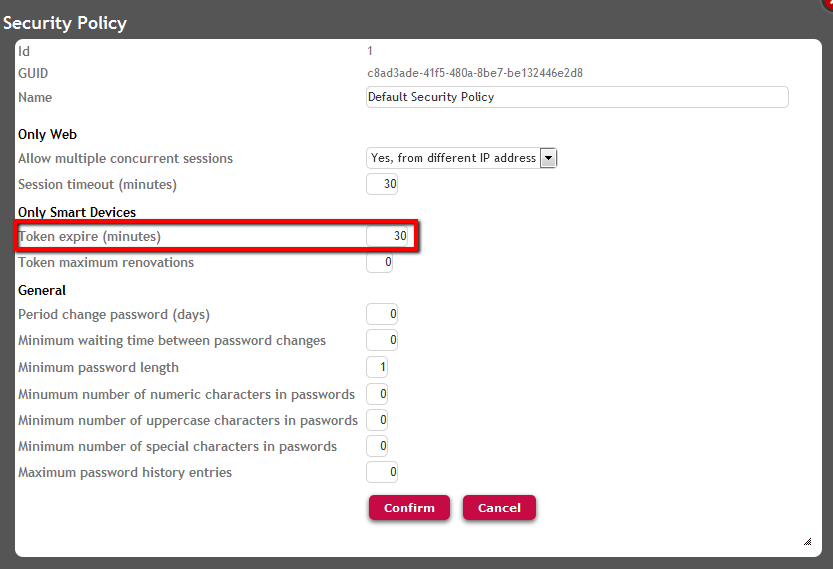 Security Policy
Id 1
GUID c8ad3ade-41f5-480a-8be7-be132446e2d8
Name Default Security Policy
Only Web
Allow multiple concurrent sessions Yes, from different IP address
Session timeout (minutes) 30
Only Smart Devices
Token expire (minutes) 30
Token maximum renovations 0
General
Period change password (days) 0
Minimum waiting time between password changes 0
Minimum password length 1
Minumum number of numeric characters in passwords 0
Minimum number of uppercase characters in paswords 0
Minimum number of special characters in paswords 0
Maximum password history entries 0
Confirm Cancel